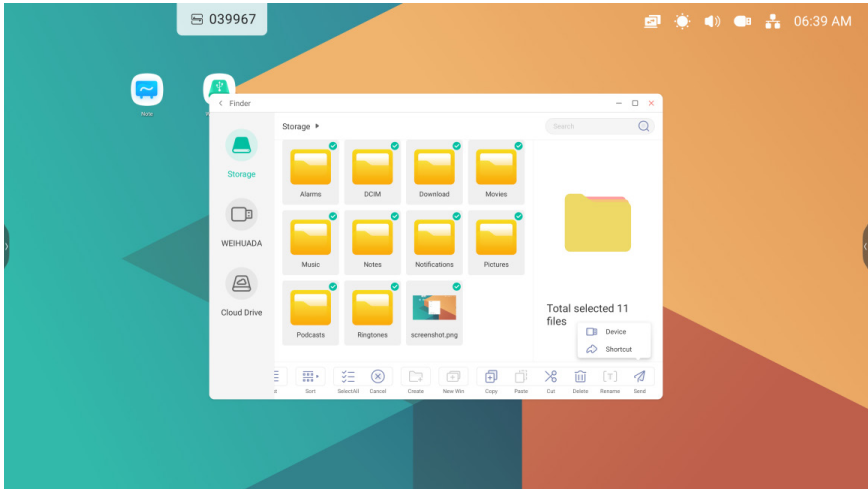 039967
06:39 AM
Note
Finder
Storage
Search
Storage
WEIHUADA
Cloud Drive
Alarms
DCIM
Download
Movies
Music
Notes
Notifications
Pictures
Podcasts
Ringtones
screenshot.png
Total selected 11
files
Device
Shortcut
Sort
SelectAll
Cancel
Create
New Win
Copy
Paste
Cut
Delete
Rename
Send